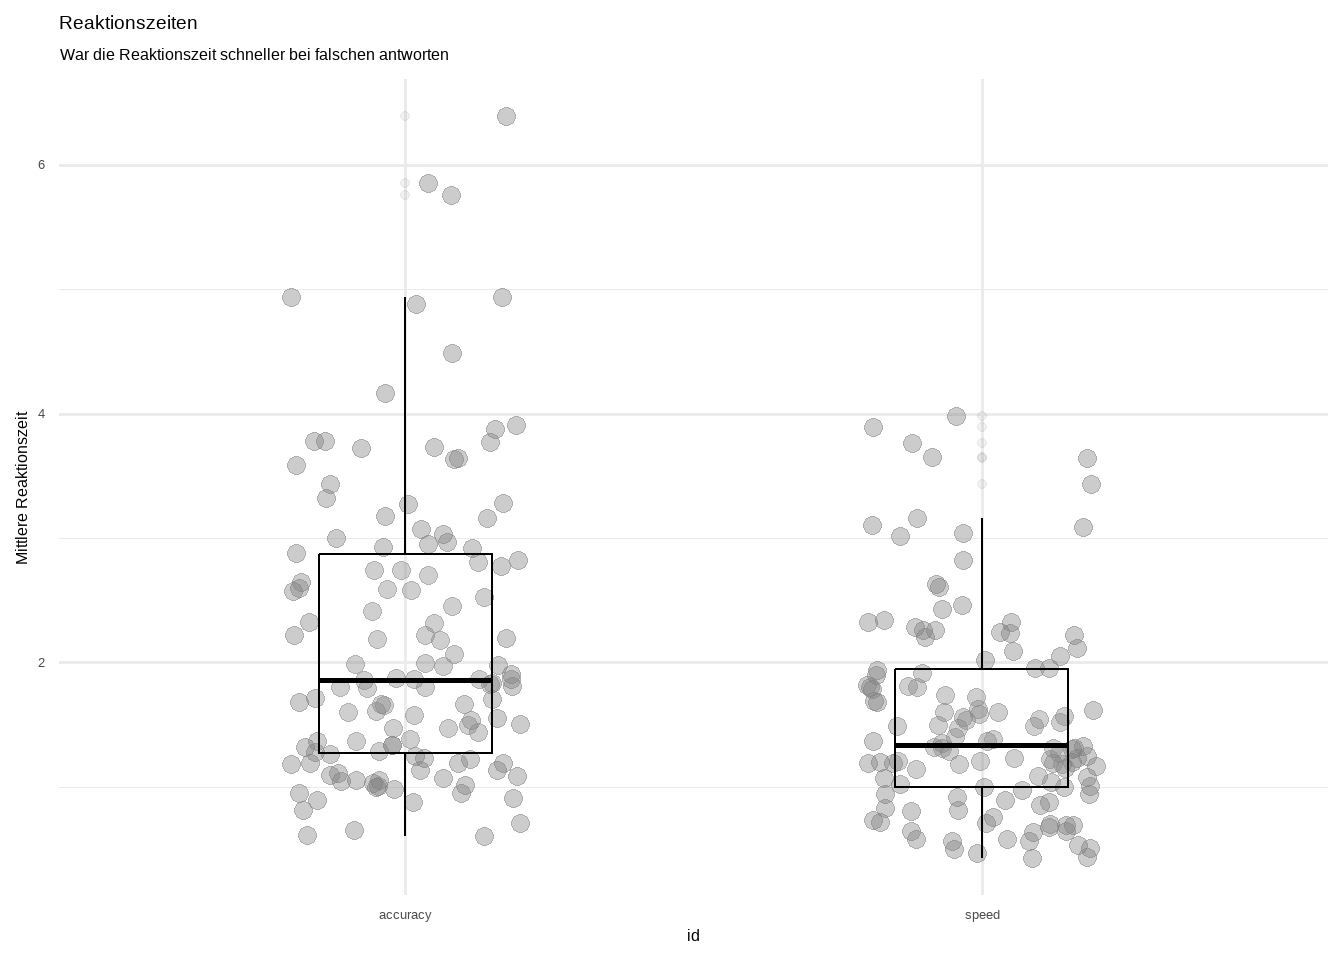 Reaktionszeiten
War die Reaktionszeit schneller bei falschen antworten
Mittlere Reaktionszeit
6
4
2
accuracy
speed
id